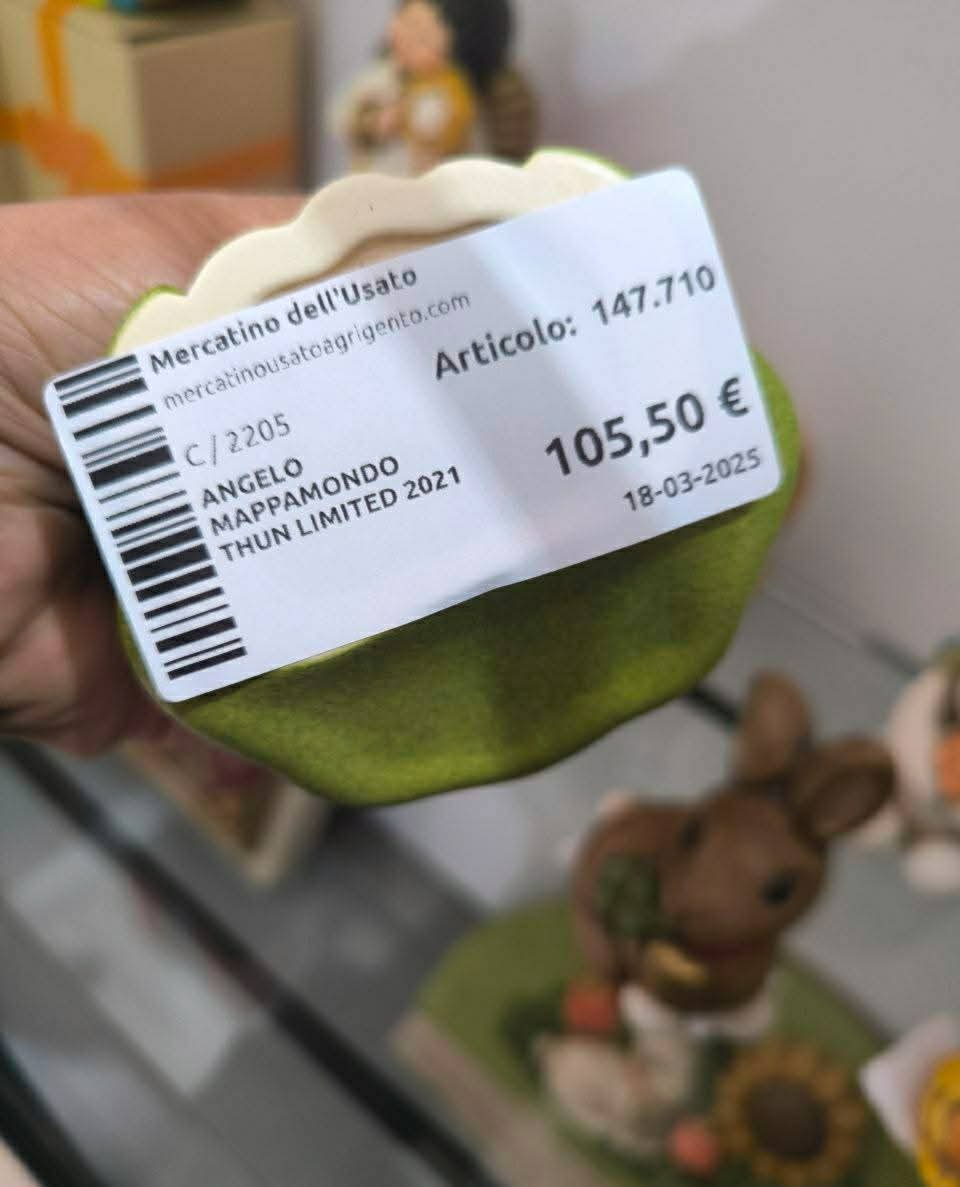 Mercatino dell'Usato
mercatinousatoagrigento.com
Articolo: 147.710
C/2205
ANGELO
MAPPAMONDO
THUN LIMITED 2021
105,50 €
18-03-2025